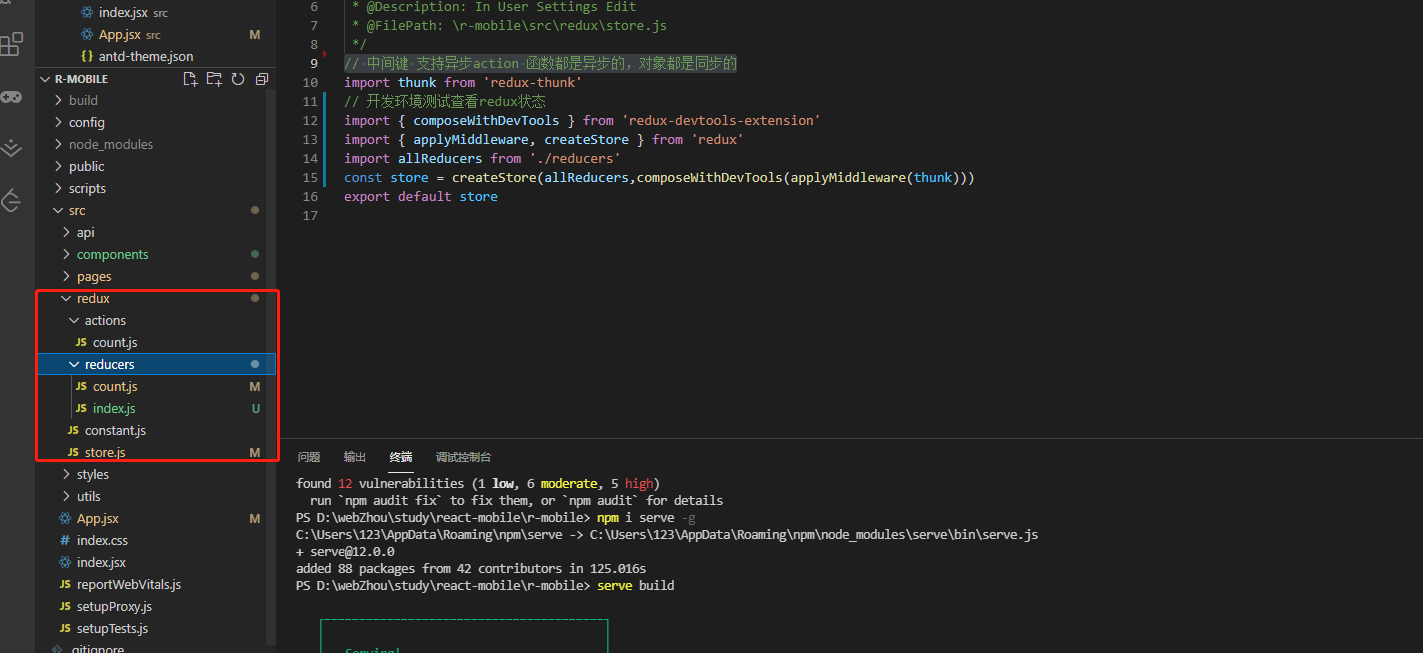 index.jsx src
App.jsx src M
{} antd-theme.json
R-MOBILE
build
config
node_modules
public
scripts
src
api
components
pages
redux
actions
JS count.js
reducers
JS count.js M
JS index.js U
JS constant.js
JS store.js M
styles
utils
App.jsx M
# index.css
index.jsx
JS reportWebVitals.js
JS setupProxy.js
JS setupTests.js
.gitignore
6 * @Description: In User Settings Edit
7 * @FilePath: \r-mobile\src\redux\store.js
8 */
9 // 中间键 支持异步action 函数都是异步的，对象都是同步的
10 import thunk from 'redux-thunk'
11 // 开发环境测试查看redux状态
12 import { composeWithDevTools } from 'redux-devtools-extension'
13 import { applyMiddleware, createStore } from 'redux'
14 import allReducers from './reducers'
15 const store = createStore(allReducers,composeWithDevTools(applyMiddleware(thunk)))
16 export default store
17
问题 输出 终端 调试控制台
found 12 vulnerabilities (1 low, 6 moderate, 5 high)
run `npm audit fix` to fix them, or `npm audit` for details
PS D:\webZhou\study\react-mobile\r-mobile> npm i serve -g
C:\Users\123\AppData\Roaming\npm\serve -> C:\Users\123\AppData\Roaming\npm\node_modules\serve\bin\serve.js
+ serve@12.0.0
added 88 packages from 42 contributors in 125.016s
PS D:\webZhou\study\react-mobile\r-mobile> serve build
Serving!